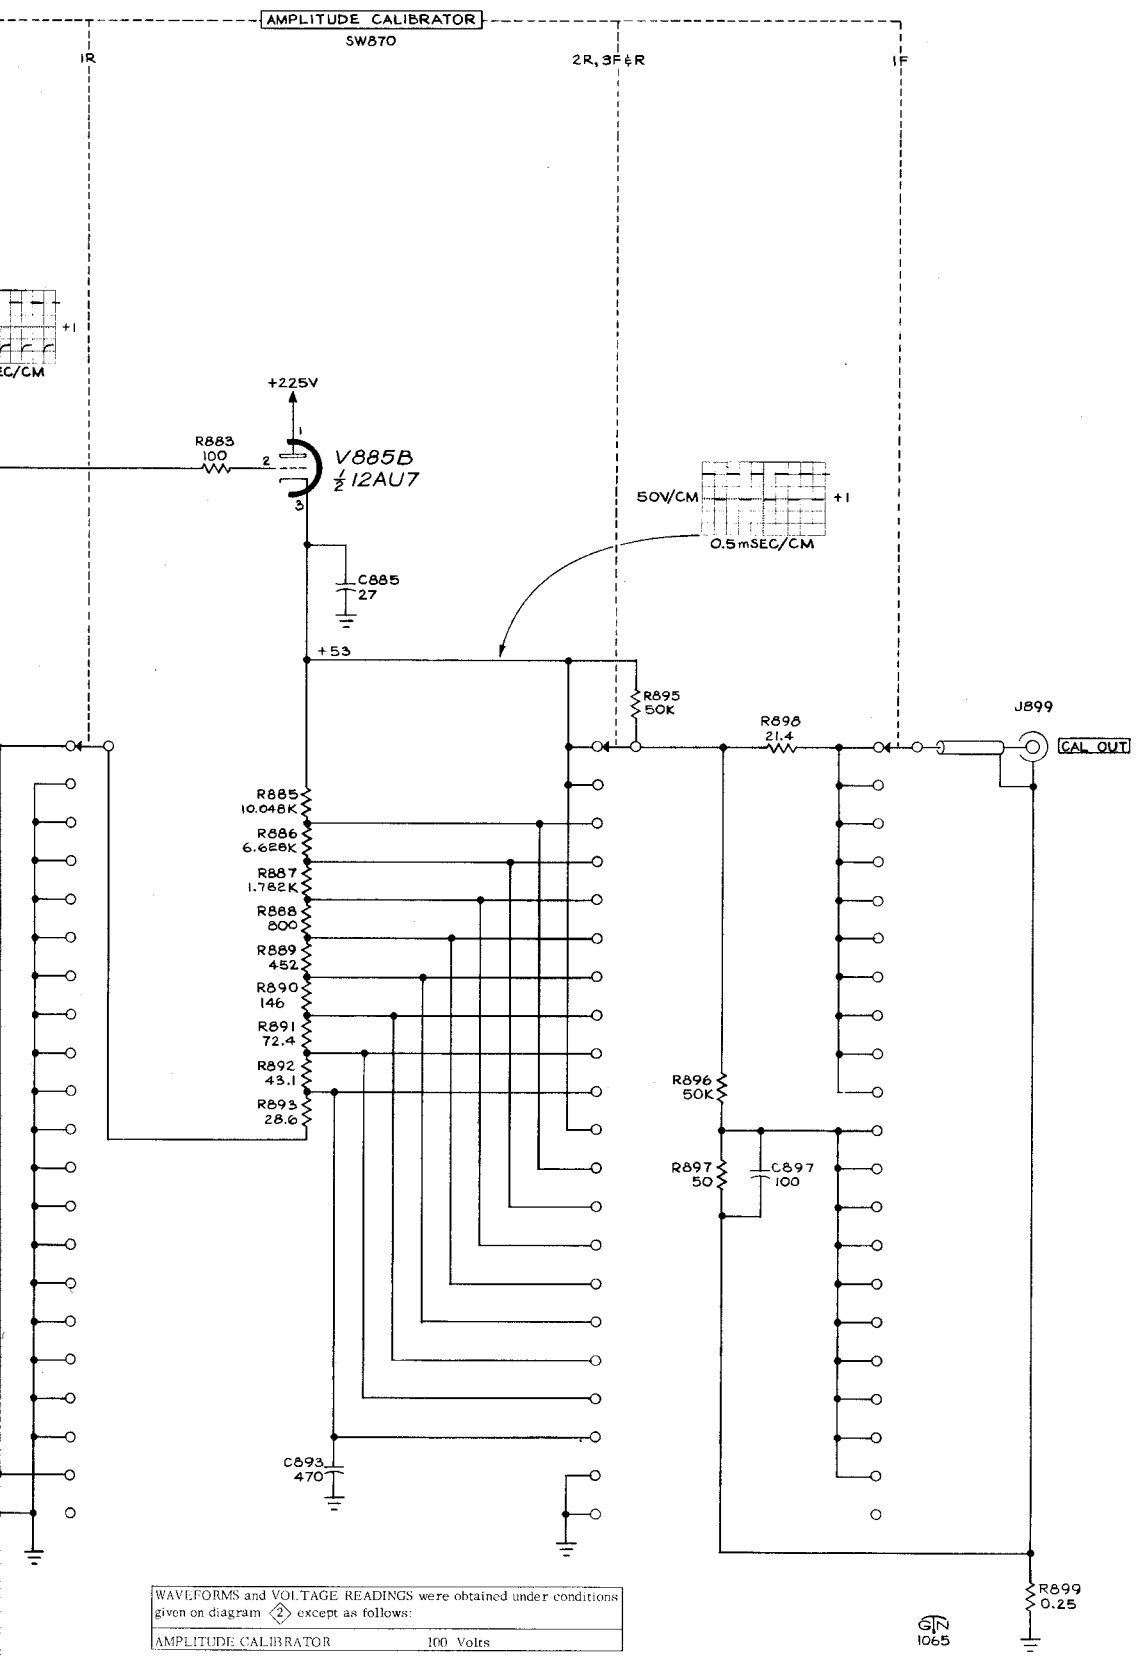 AMPLITUDE CALIBRATOR
SW870
1R
2R, 3F&R
1F
+1
EC/CM
+225V
1
R883
100
2
V885B
½ 12AU7
3
50V/CM
+1
0.5mSEC/CM
C885
27
+53
R895
50K
R898
21.4
J899
CAL OUT
R885
10.048K
R886
6.628K
R887
1.782K
R888
800
R889
452
R890
146
R891
72.4
R892
43.1
R893
28.6
R896
50K
R897
50
C897
100
C893
470
WAVEFORMS and VOLTAGE READINGS were obtained under conditions
given on diagram 2 except as follows:
AMPLITUDE CALIBRATOR 100 Volts
R899
0.25
GTN
1065